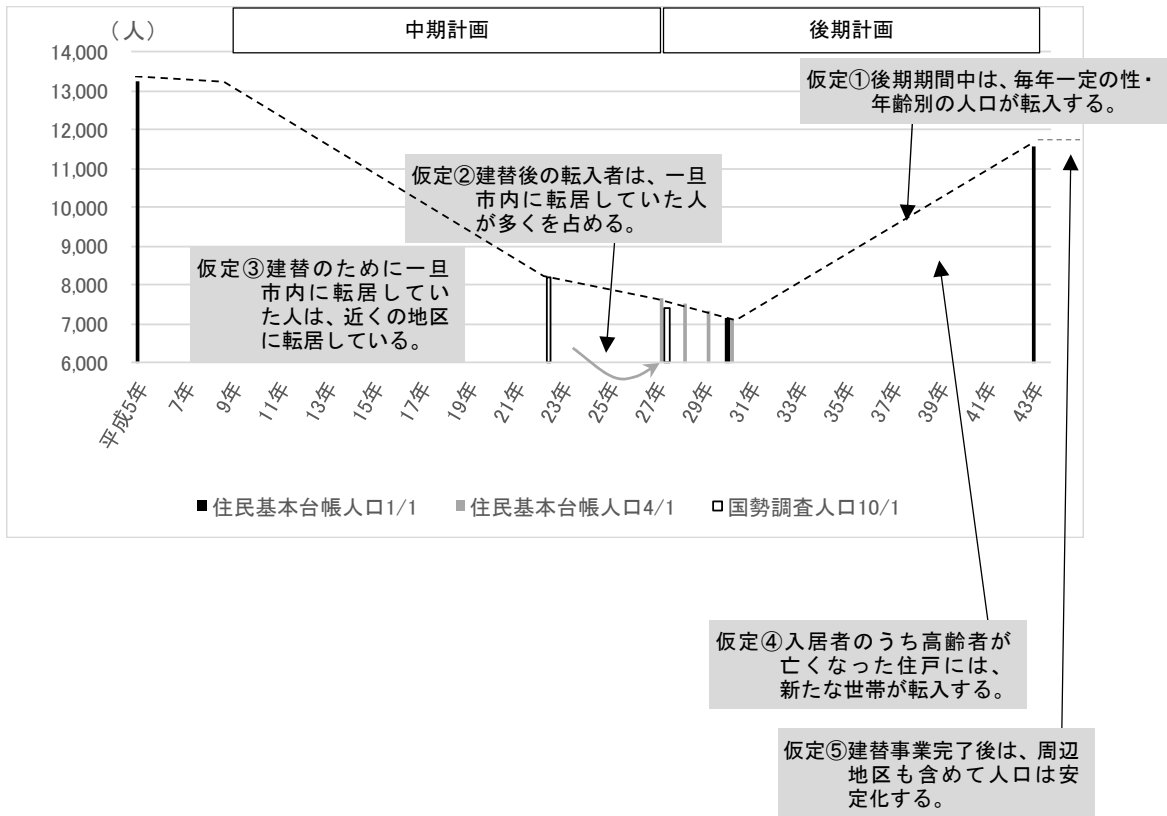 （人）
中期計画
後期計画
14,000
13,000
12,000
11,000
10,000
9,000
8,000
7,000
6,000
仮定①後期期間中は、毎年一定の性・
年齢別の人口が転入する。
仮定②建替後の転入者は、一旦
市内に転居していた人
が多くを占める。
仮定③建替のために一旦
市内に転居してい
た人は、近くの地区
に転居している。
平成5年
7年
9年
11年
13年
15年
17年
19年
21年
23年
25年
27年
29年
31年
33年
35年
37年
39年
41年
43年
住民基本台帳人口1/1
住民基本台帳人口4/1
国勢調査人口10/1
仮定④入居者のうち高齢者が
亡くなった住戸には、
新たな世帯が転入する。
仮定⑤建替事業完了後は、周辺
地区も含めて人口は安
定化する。